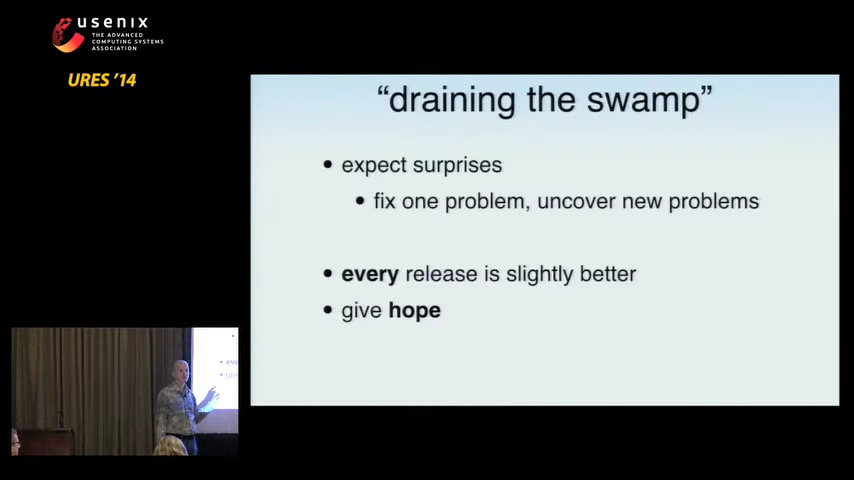 usenix
THE ADVANCED
COMPUTING SYSTEMS
ASSOCIATION
URES '14
“draining the swamp”
• expect surprises
• fix one problem, uncover new problems
• every release is slightly better
• give hope